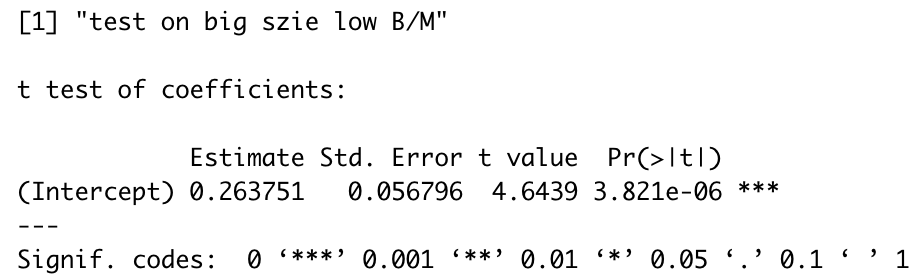 [1] "test on big szie low B/M"
t test of coefficients:
Estimate Std. Error t value Pr(>|t|)
(Intercept) 0.263751 0.056796 4.6439 3.821e-06 ***
---
Signif. codes: 0 ‘***’ 0.001 ‘**’ 0.01 ‘*’ 0.05 ‘.’ 0.1 ‘ ’ 1